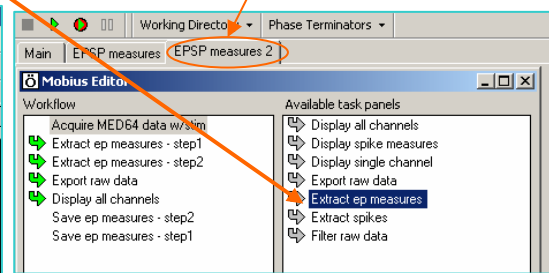 Working Directory Phase Terminators
Main EPSP measures EPSP measures 2
Mobius Editor
Workflow Available task panels
Acquire MED64 data w/stim Display all channels
Extract ep measures - step1 Display spike measures
Extract ep measures - step2 Display single channel
Export raw data Export raw data
Display all channels Extract ep measures
Save ep measures - step2 Extract spikes
Save ep measures - step1 Filter raw data